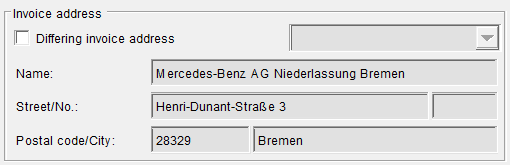 Invoice address
Differing invoice address
Name: Mercedes-Benz AG Niederlassung Bremen
Street/No.: Henri-Dunant-Straße 3
Postal code/City: 28329 Bremen